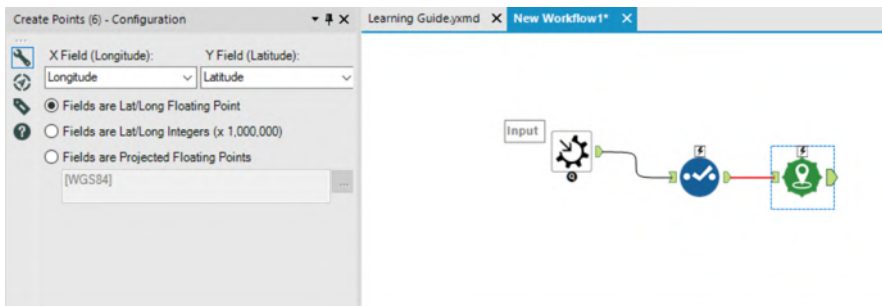 Create Points (6) - Configuration
Learning Guide.yxmd X New Workflow1* X
X Field (Longitude): Y Field (Latitude):
Longitude Latitude
Fields are Lat/Long Floating Point
Fields are Lat/Long Integers (x 1,000,000)
Fields are Projected Floating Points
[WGS84]
...
Input
Q